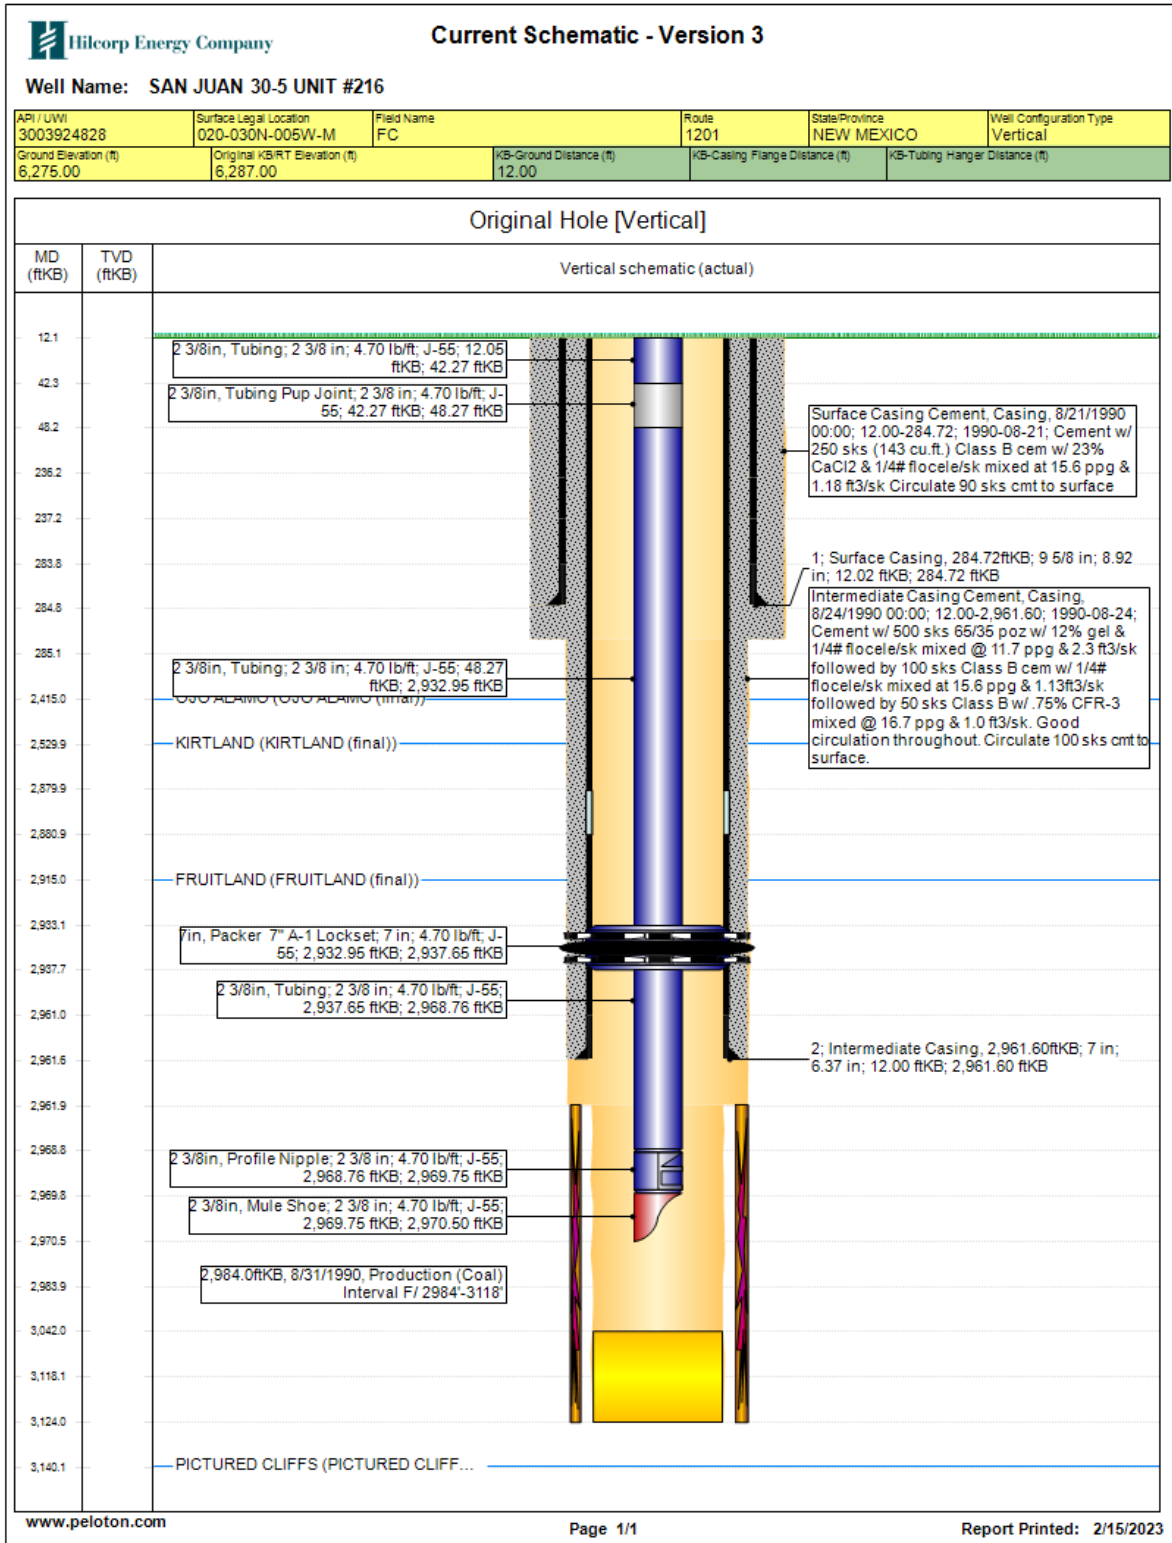 Hilcorp Energy Company
Current Schematic - Version 3
Well Name: SAN JUAN 30-5 UNIT #216
API / UWI
3003924828
Surface Legal Location
020-030N-005W-M
Field Name
FC
Route
1201
State/Province
NEW MEXICO
Well Configuration Type
Vertical
Ground Elevation (ft)
6,275.00
Original KB/RT Elevation (ft)
6,287.00
KB-Ground Distance (ft)
12.00
KB-Casing Flange Distance (ft)
KB-Tubing Hanger Distance (ft)
Original Hole [Vertical]
MD
(ftKB)
TVD
(ftKB)
Vertical schematic (actual)
12.1
42.3
48.2
236.2
237.2
283.8
284.8
285.1
2,415.0
2,529.9
2,879.9
2,880.9
2,915.0
2,933.1
2,937.7
2,961.0
2,961.6
2,961.9
2,968.8
2,969.8
2,970.5
2,983.9
3,042.0
3,118.1
3,124.0
3,140.1
2 3/8in, Tubing; 2 3/8 in; 4.70 lb/ft; J-55; 12.05
ftKB; 42.27 ftKB
2 3/8in, Tubing Pup Joint; 2 3/8 in; 4.70 lb/ft; J-
55; 42.27 ftKB; 48.27 ftKB
Surface Casing Cement, Casing, 8/21/1990
00:00; 12.00-284.72; 1990-08-21; Cement w/
250 sks (143 cu.ft.) Class B cem w/ 23%
CaCl2 & 1/4# flocele/sk mixed at 15.6 ppg &
1.18 ft3/sk Circulate 90 sks cmt to surface
1; Surface Casing, 284.72ftKB; 9 5/8 in; 8.92
in; 12.02 ftKB; 284.72 ftKB
Intermediate Casing Cement, Casing,
8/24/1990 00:00; 12.00-2,961.60; 1990-08-24;
Cement w/ 500 sks 65/35 poz w/ 12% gel &
1/4# flocele/sk mixed @ 11.7 ppg & 2.3 ft3/sk
followed by 100 sks Class B cem w/ 1/4#
flocele/sk mixed at 15.6 ppg & 1.13ft3/sk
followed by 50 sks Class B w/ .75% CFR-3
mixed @ 16.7 ppg & 1.0 ft3/sk. Good
circulation throughout. Circulate 100 sks cmt to
surface.
2 3/8in, Tubing; 2 3/8 in; 4.70 lb/ft; J-55; 48.27
ftKB; 2,932.95 ftKB
OJO ALAMO (OJO ALAMO (final))
KIRTLAND (KIRTLAND (final))
FRUITLAND (FRUITLAND (final))
7in, Packer 7" A-1 Lockset; 7 in; 4.70 lb/ft; J-
55; 2,932.95 ftKB; 2,937.65 ftKB
2 3/8in, Tubing; 2 3/8 in; 4.70 lb/ft; J-55;
2,937.65 ftKB; 2,968.76 ftKB
2; Intermediate Casing, 2,961.60ftKB; 7 in;
6.37 in; 12.00 ftKB; 2,961.60 ftKB
2 3/8in, Profile Nipple; 2 3/8 in; 4.70 lb/ft; J-55;
2,968.76 ftKB; 2,969.75 ftKB
2 3/8in, Mule Shoe; 2 3/8 in; 4.70 lb/ft; J-55;
2,969.75 ftKB; 2,970.50 ftKB
2,984.0ftKB, 8/31/1990, Production (Coal)
Interval F/ 2984'-3118'
PICTURED CLIFFS (PICTURED CLIFF...
www.peloton.com
Page 1/1
Report Printed: 2/15/2023